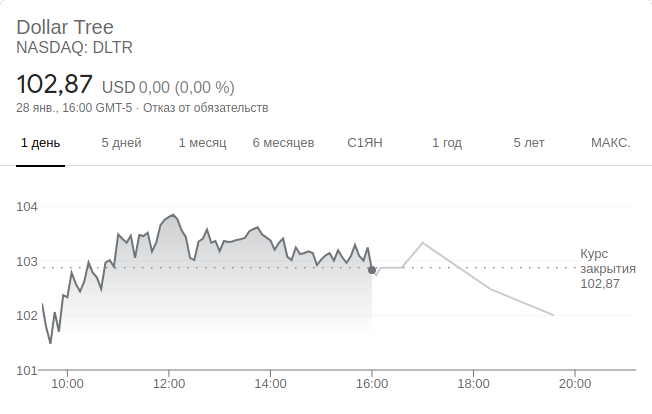 Dollar Tree
NASDAQ: DLTR
102,87 USD 0,00 (0,00 %)
28 янв., 16:00 GMT-5 · Отказ от обязательств
1 день 5 дней 1 месяц 6 месяцев С1ЯН 1 год 5 лет МАКС.
104
103
102
101
Курс
закрытия
102,87
10:00 12:00 14:00 16:00 18:00 20:00